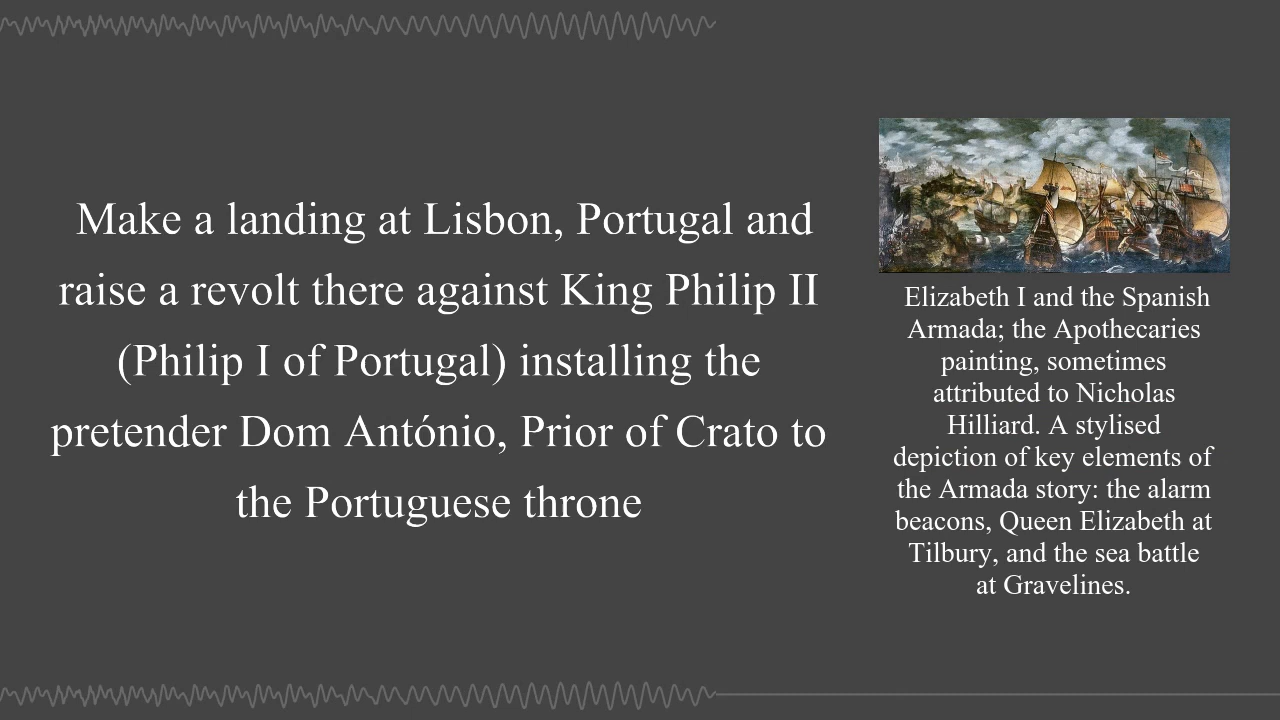 Make a landing at Lisbon, Portugal and
raise a revolt there against King Philip II
(Philip I of Portugal) installing the
pretender Dom António, Prior of Crato to
the Portuguese throne
Elizabeth I and the Spanish
Armada; the Apothecaries
painting, sometimes
attributed to Nicholas
Hilliard. A stylised
depiction of key elements of
the Armada story: the alarm
beacons, Queen Elizabeth at
Tilbury, and the sea battle
at Gravelines.